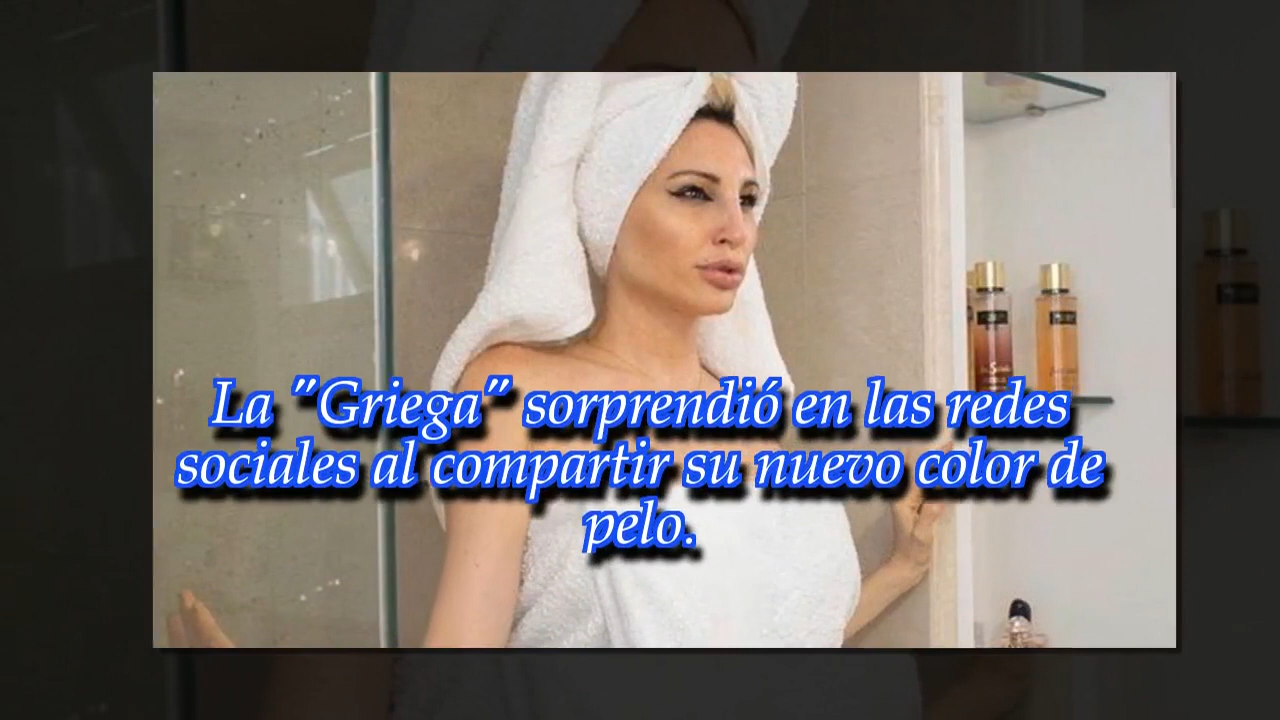 La "Griega" sorprendió en las redes
sociales al compartir su nuevo color de
pelo.